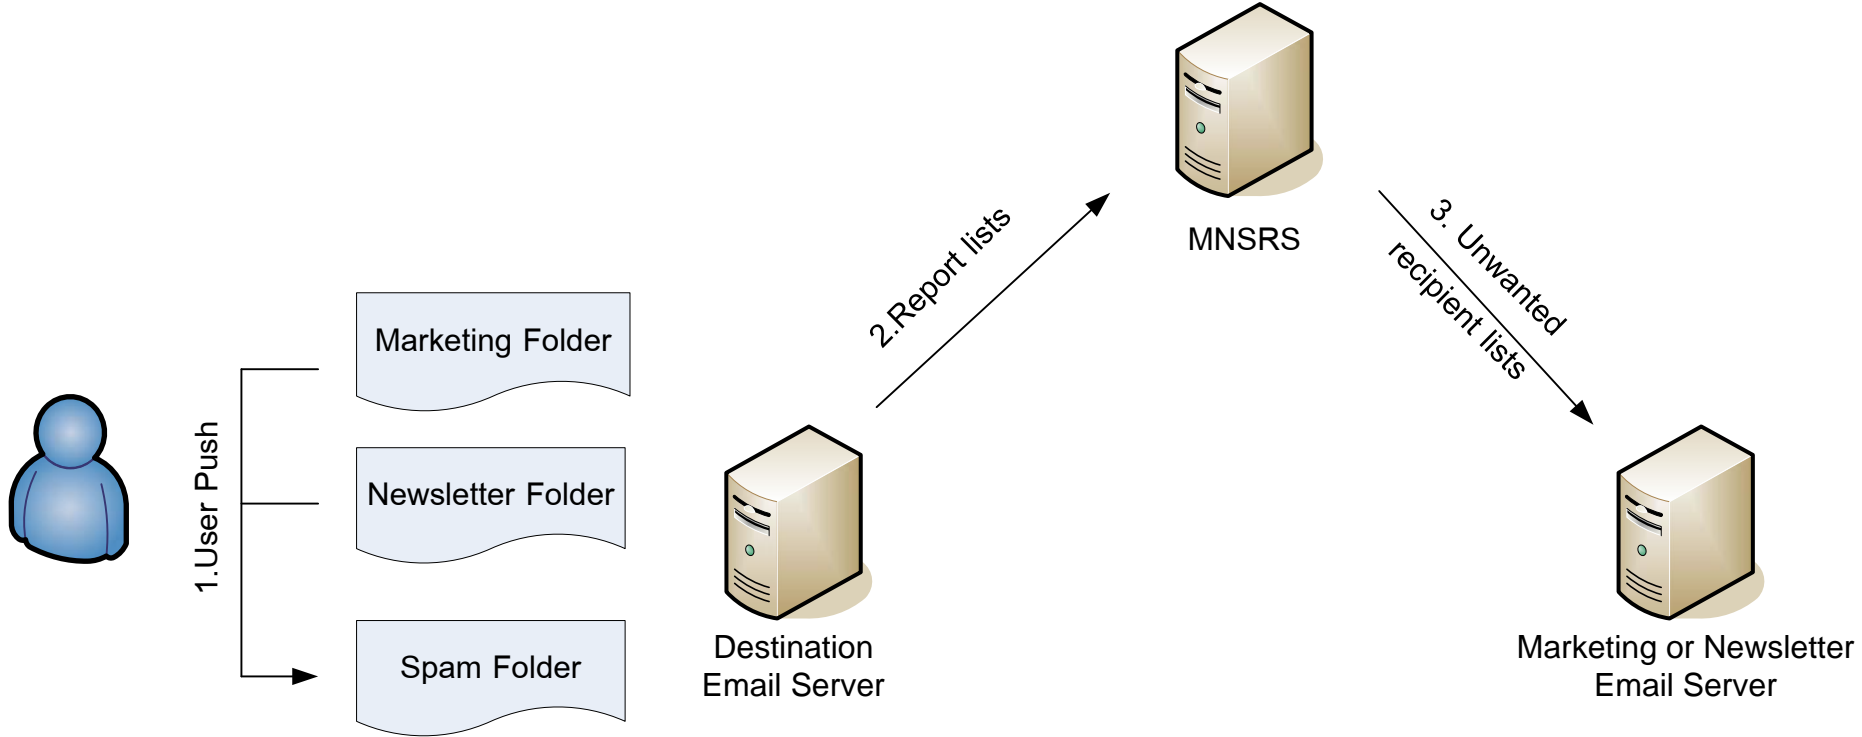 MNSRS
2.Report lists
3. Unwanted
recipient lists
1.User Push
Marketing Folder
Newsletter Folder
Spam Folder
Destination
Email Server
Marketing or Newsletter
Email Server